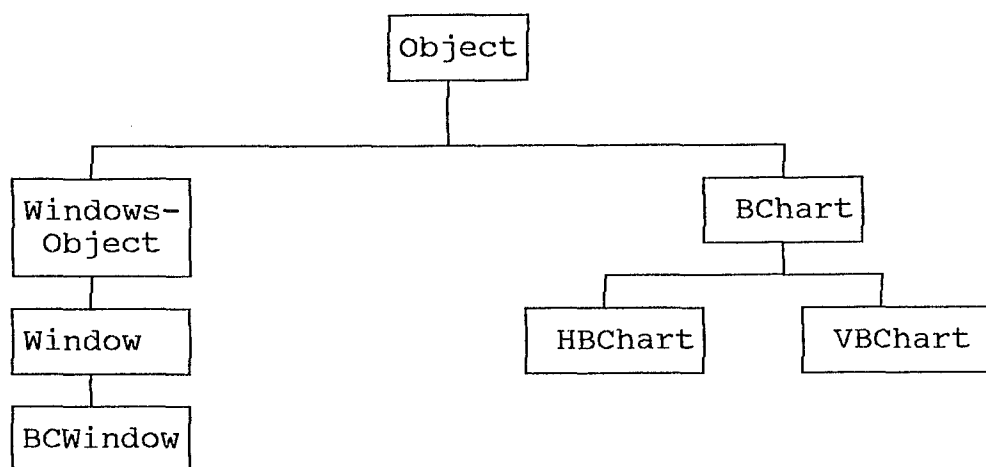 Object
Windows-
Object
BChart
Window
HBChart
VBChart
BCWindow